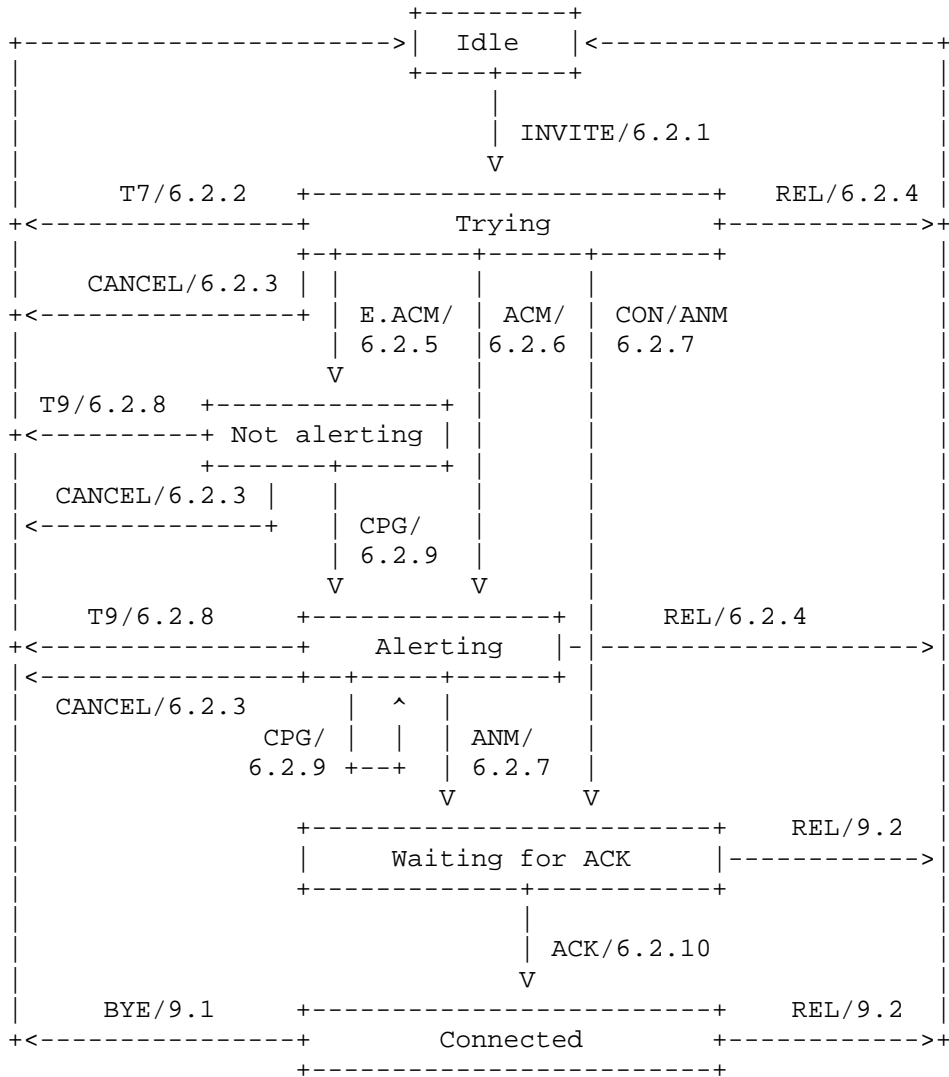 Idle
INVITE/6.2.1
T7/6.2.2 REL/6.2.4
Trying
CANCEL/6.2.3
E.ACM/ ACM/ CON/ANM
6.2.5 6.2.6 6.2.7
T9/6.2.8
Not alerting
CANCEL/6.2.3
CPG/
6.2.9
T9/6.2.8 REL/6.2.4
Alerting
CANCEL/6.2.3
CPG/ ANM/
6.2.9 6.2.7
REL/9.2
Waiting for ACK
ACK/6.2.10
BYE/9.1 REL/9.2
Connected